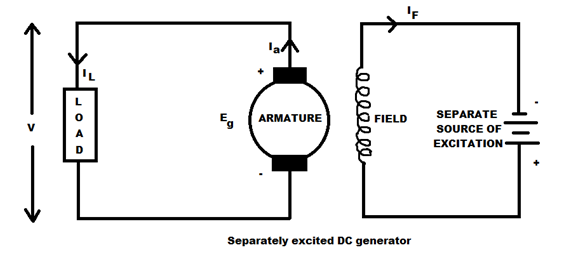 I_F
I_a
+
-
I_L
L
O
A
D
V
E_g
ARMATURE
FIELD
SEPARATE
SOURCE OF
EXCITATION
-
+
-
Separately excited DC generator